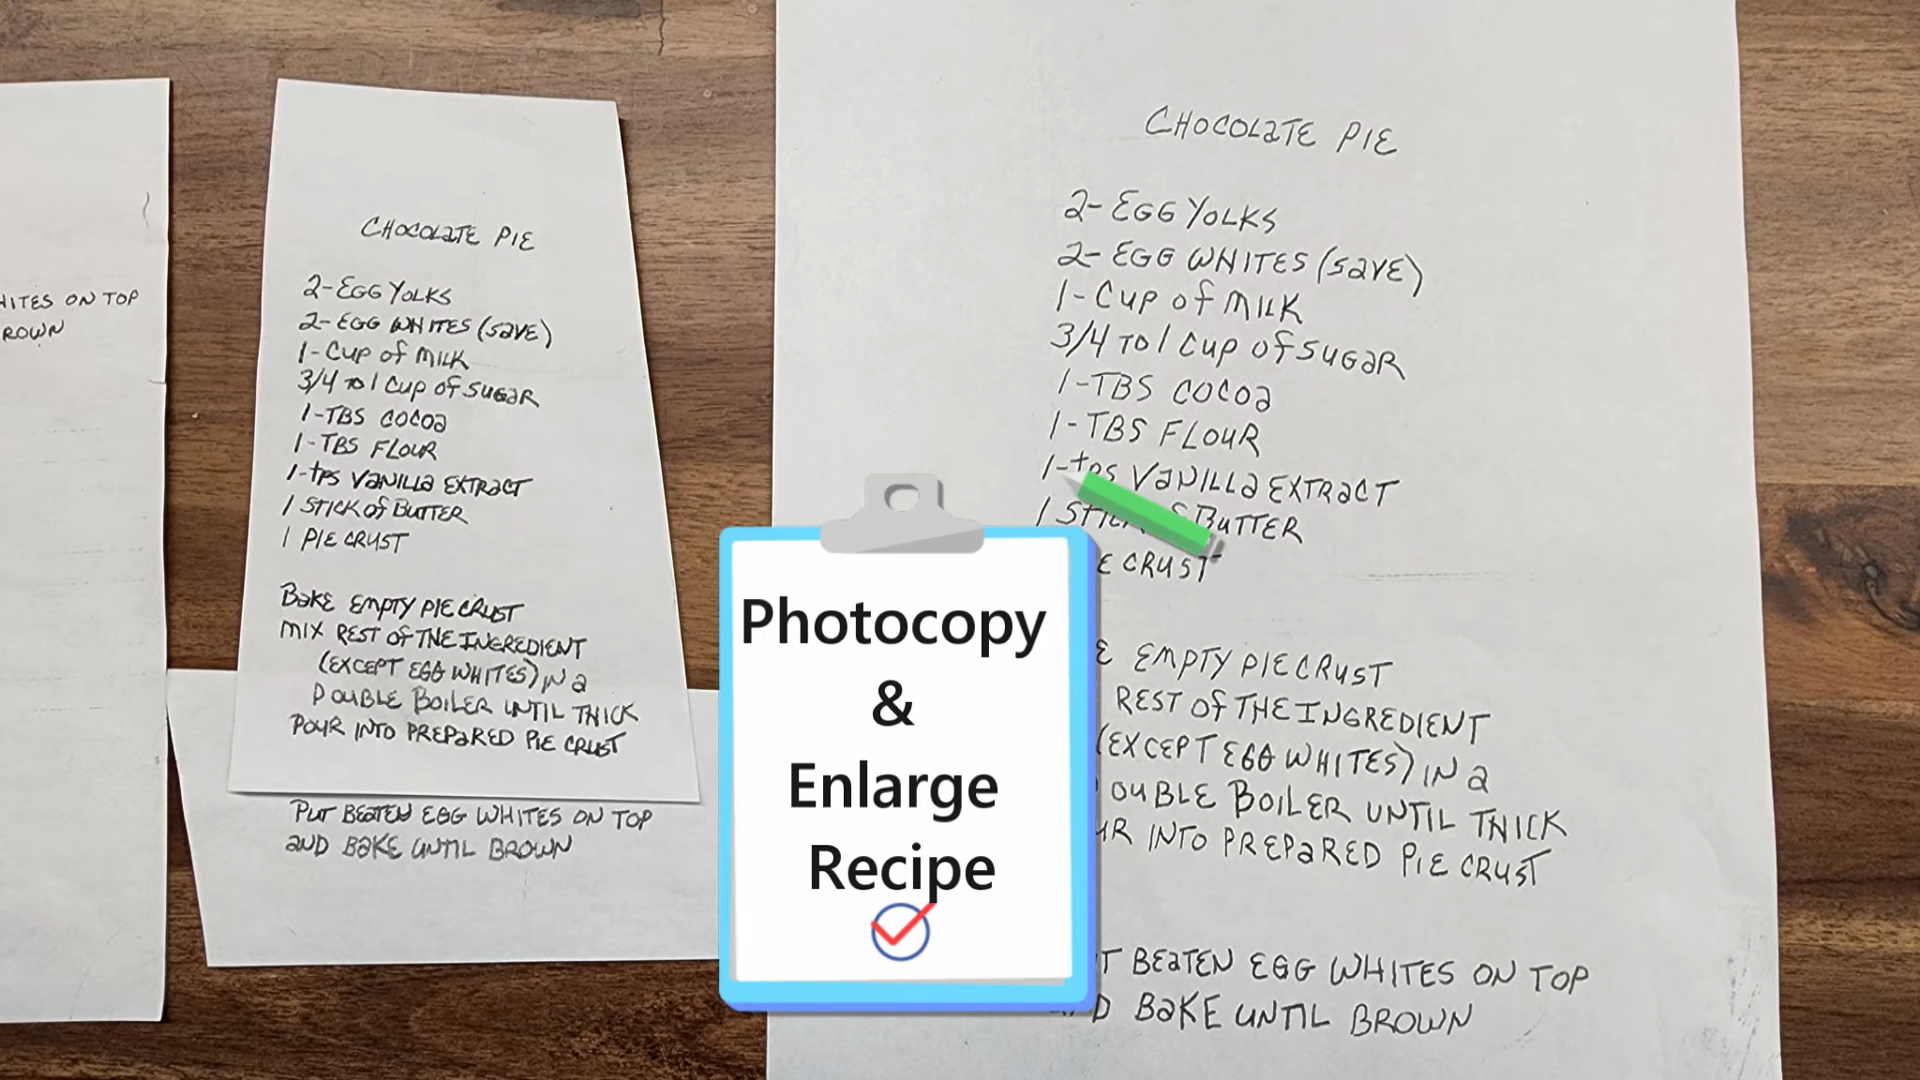 HITES ON TOP
ROWN
CHOCOLATE PIE
2-EGG YOLKS
2-EGG WHITES (SAVE)
1-CUP of MILK
3/4 TO 1 CUP OF SUGAR
1-TBS COCOA
1-TBS FLOUR
1-tps VANILLA EXTRACT
1 STICK of BUTTER
1 PIE CRUST
BAKE EMPTY PIE CRUST
MIX REST OF THE INGREDIENT
(EXCEPT EGG WHITES) IN A
DOUBLE BOILER UNTIL THICK
POUR INTO PREPARED PIE CRUST
PUT BEATEN EGG WHITES ON TOP
AND BAKE UNTIL BROWN
CHOCOLATE PIE
2-EGG YOLKS
2-EGG WHITES (SAVE)
1-CUP of MILK
3/4 TO 1 CUP OF SUGAR
1-TBS COCOA
1-TBS FLOUR
1-tps VANILLA EXTRACT
1 BUTTER
E CRUST
E EMPTY PIE CRUST
REST OF THE INGREDIENT
(EXCEPT EGG WHITES) IN A
OUBLE BOILER UNTIL THICK
UR INTO PREPARED PIE CRUST
T BEATEN EGG WHITES ON TOP
D BAKE UNTIL BROWN
Photocopy
&
Enlarge
Recipe